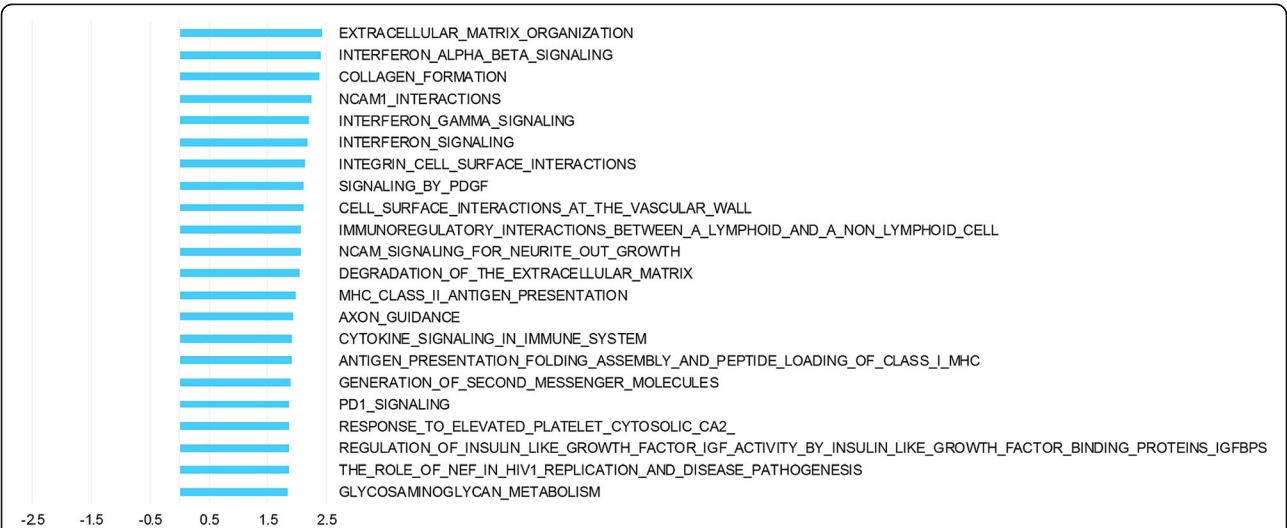 EXTRACELLULAR_MATRIX_ORGANIZATION
INTERFERON_ALPHA_BETA_SIGNALING
COLLAGEN_FORMATION
NCAM1_INTERACTIONS
INTERFERON_GAMMA_SIGNALING
INTERFERON_SIGNALING
INTEGRIN_CELL_SURFACE_INTERACTIONS
SIGNALING_BY_PDGF
CELL_SURFACE_INTERACTIONS_AT_THE_VASCULAR_WALL
IMMUNOREGULATORY_INTERACTIONS_BETWEEN_A_LYMPHOID_AND_A_NON_LYMPHOID_CELL
NCAM_SIGNALING_FOR_NEURITE_OUT_GROWTH
DEGRADATION_OF_THE_EXTRACELLULAR_MATRIX
MHC_CLASS_II_ANTIGEN_PRESENTATION
AXON_GUIDANCE
CYTOKINE_SIGNALING_IN_IMMUNE_SYSTEM
ANTIGEN_PRESENTATION_FOLDING_ASSEMBLY_AND_PEPTIDE_LOADING_OF_CLASS_I_MHC
GENERATION_OF_SECOND_MESSENGER_MOLECULES
PD1_SIGNALING
RESPONSE_TO_ELEVATED_PLATELET_CYTOSOLIC_CA2_
REGULATION_OF_INSULIN_LIKE_GROWTH_FACTOR_IGF_ACTIVITY_BY_INSULIN_LIKE_GROWTH_FACTOR_BINDING_PROTEINS_IGFBPS
THE_ROLE_OF_NEF_IN_HIV1_REPLICATION_AND_DISEASE_PATHOGENESIS
GLYCOSAMINOGLYCAN_METABOLISM
-2.5 -1.5 -0.5 0.5 1.5 2.5